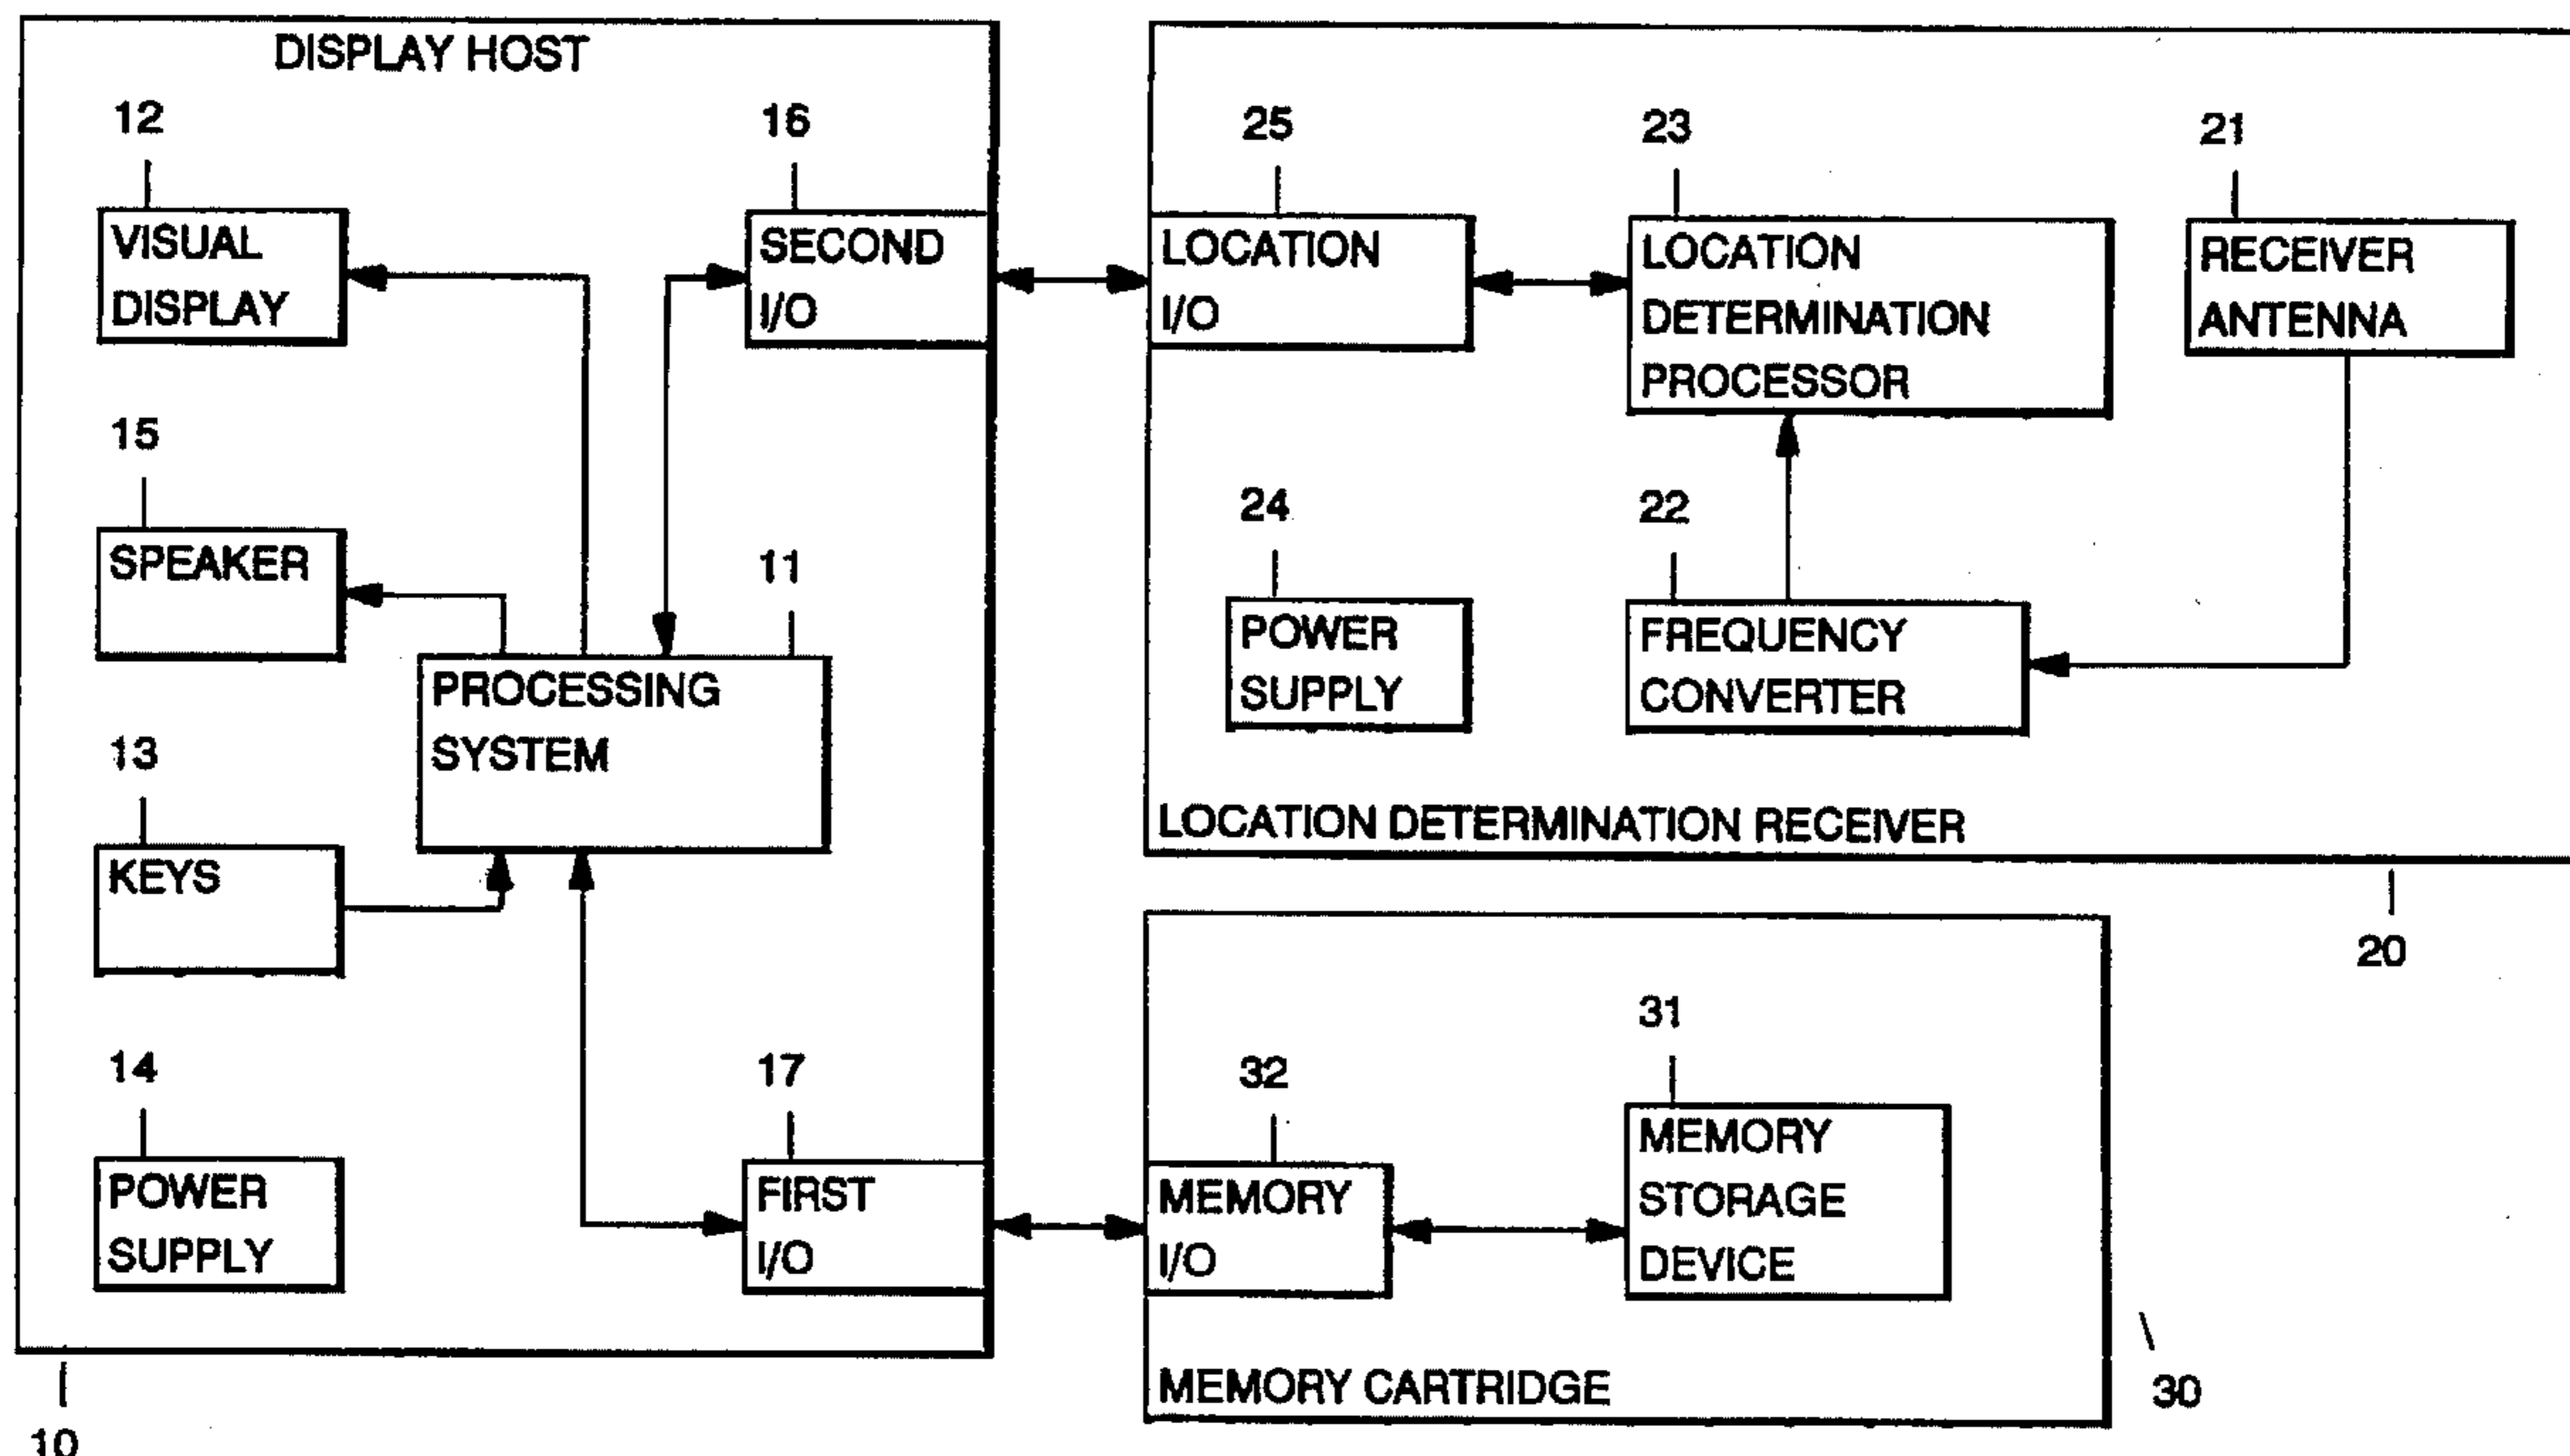 DISPLAY HOST
12
VISUAL
DISPLAY
16
SECOND
I/O
15
SPEAKER
11
PROCESSING
SYSTEM
13
KEYS
14
POWER
SUPPLY
17
FIRST
I/O
10
25
LOCATION
I/O
23
LOCATION
DETERMINATION
PROCESSOR
21
RECEIVER
ANTENNA
24
POWER
SUPPLY
22
FREQUENCY
CONVERTER
LOCATION DETERMINATION RECEIVER
20
32
MEMORY
I/O
31
MEMORY
STORAGE
DEVICE
MEMORY CARTRIDGE
30